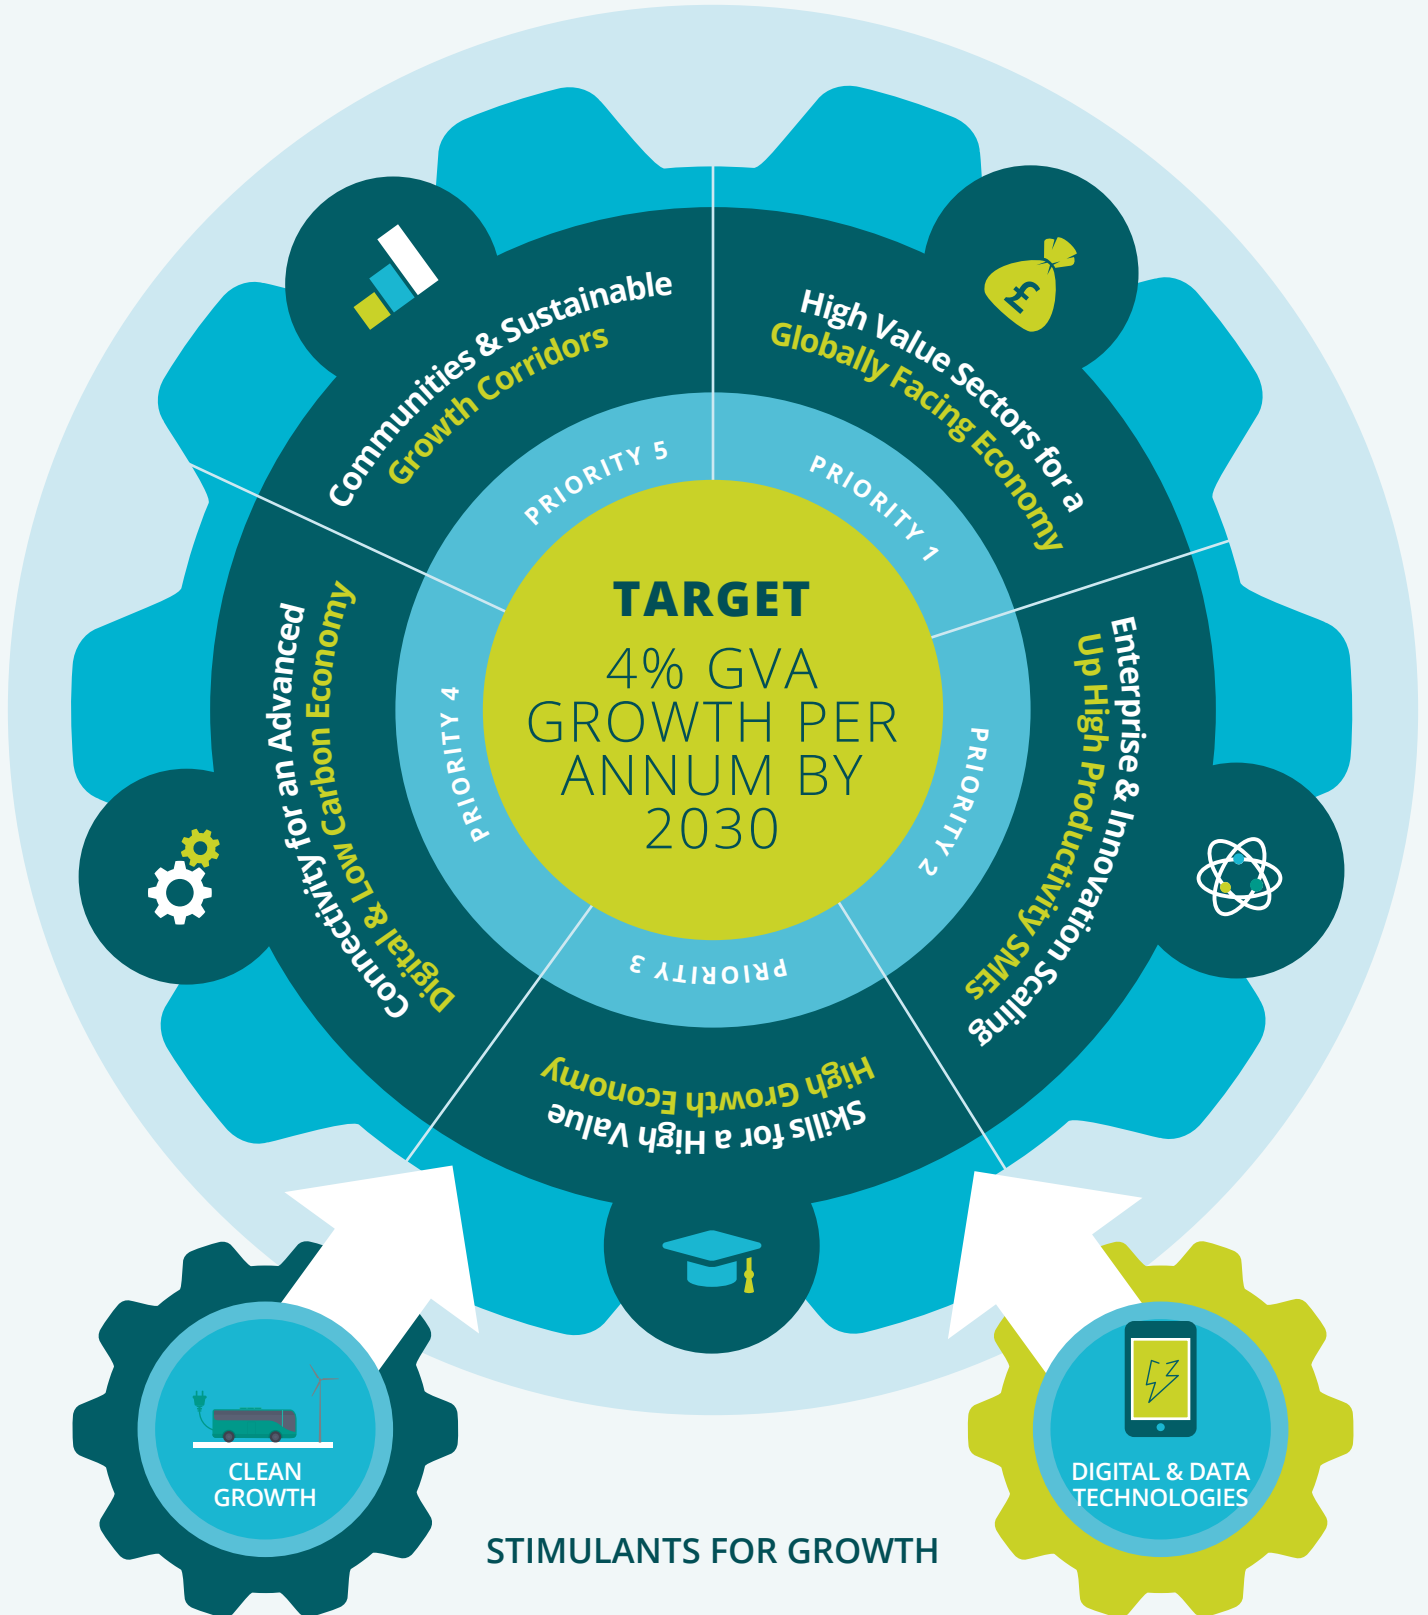 TARGET
4% GVA
GROWTH PER
ANNUM BY
2030
PRIORITY 1
High Value Sectors for a
Globally Facing Economy
PRIORITY 2
Enterprise & Innovation Scaling
Up High Productivity SMEs
PRIORITY 3
Skills for a High Value
High Growth Economy
PRIORITY 4
Connectivity for an Advanced
Digital & Low Carbon Economy
PRIORITY 5
Communities & Sustainable
Growth Corridors
£
CLEAN
GROWTH
DIGITAL & DATA
TECHNOLOGIES
STIMULANTS FOR GROWTH